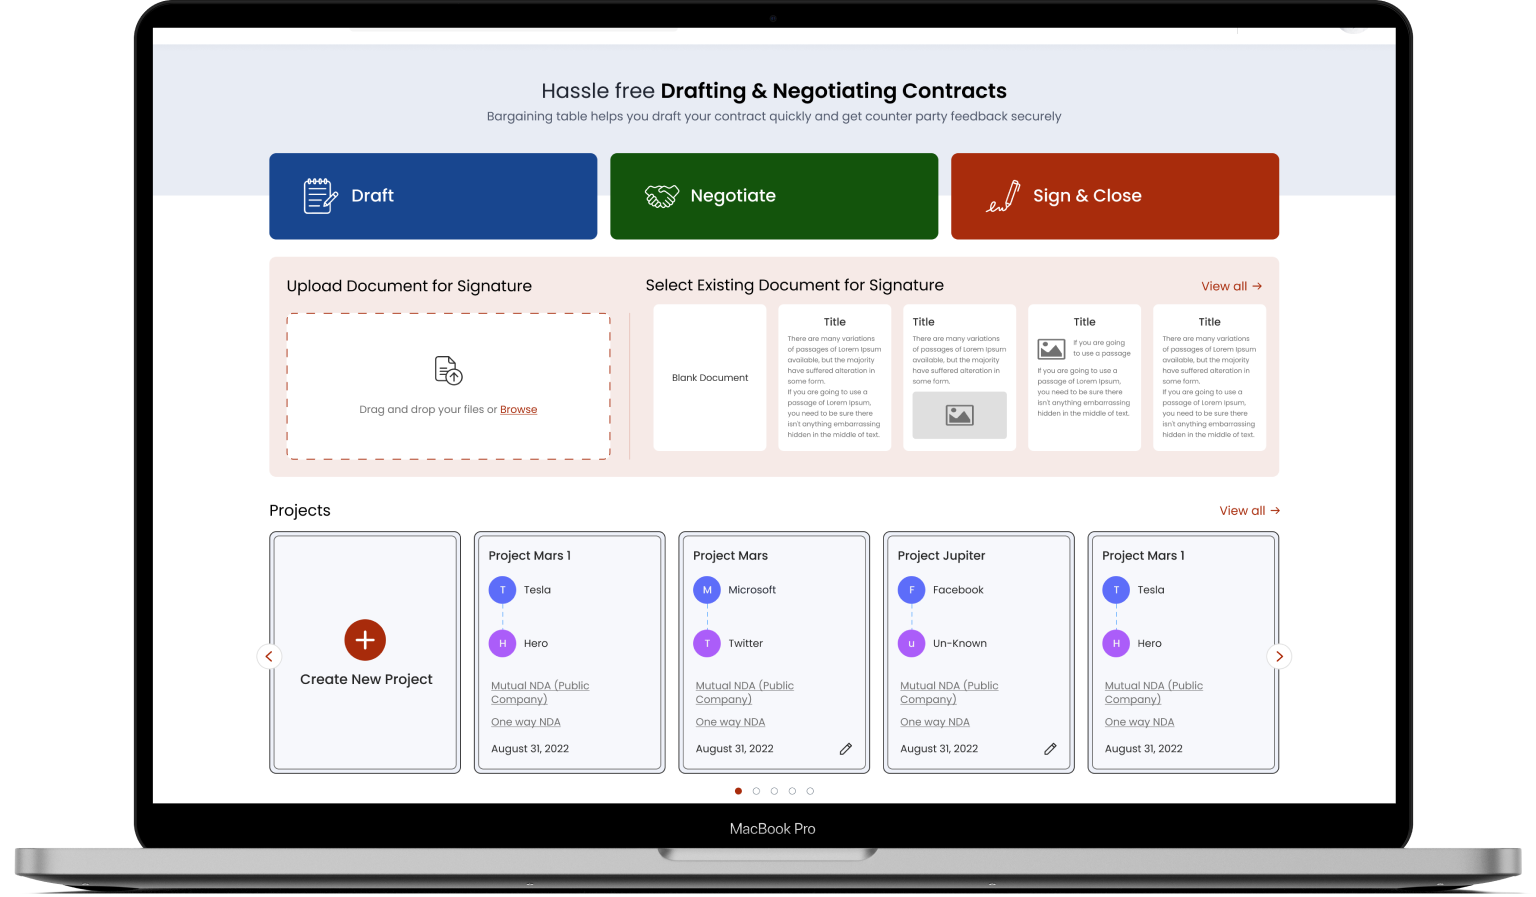 Hassle free Drafting & Negotiating Contracts
Bargaining table helps you draft your contract quickly and get counter party feedback securely
Draft
Negotiate
Sign & Close
Upload Document for Signature
Drag and drop your files or Browse
Select Existing Document for Signature
View all →
Blank Document
Title
There are many variations
of passages of Lorem Ipsum
available, but the majority
have suffered alteration in
some form.
If you are going to use a
passage of Lorem Ipsum,
you need to be sure there
isn't anything embarrassing
hidden in the middle of text.
Title
There are many variations
of passages of Lorem Ipsum
available, but the majority
have suffered alteration in
some form.
Title
If you are going
to use a passage
If you are going to use a
passage of Lorem Ipsum,
you need to be sure there
isn't anything embarrassing
hidden in the middle of text.
Title
There are many variations
of passages of Lorem Ipsum
available, but the majority
have suffered alteration in
some form.
If you are going to use a
passage of Lorem Ipsum,
you need to be sure there
isn't anything embarrassing
hidden in the middle of text.
Projects
View all →
Create New Project
Project Mars 1
T Tesla
H Hero
Mutual NDA (Public
Company)
One way NDA
August 31, 2022
Project Mars
M Microsoft
T Twitter
Mutual NDA (Public
Company)
One way NDA
August 31, 2022
Project Jupiter
F Facebook
u Un-Known
Mutual NDA (Public
Company)
One way NDA
August 31, 2022
Project Mars 1
T Tesla
H Hero
Mutual NDA (Public
Company)
One way NDA
August 31, 2022
MacBook Pro